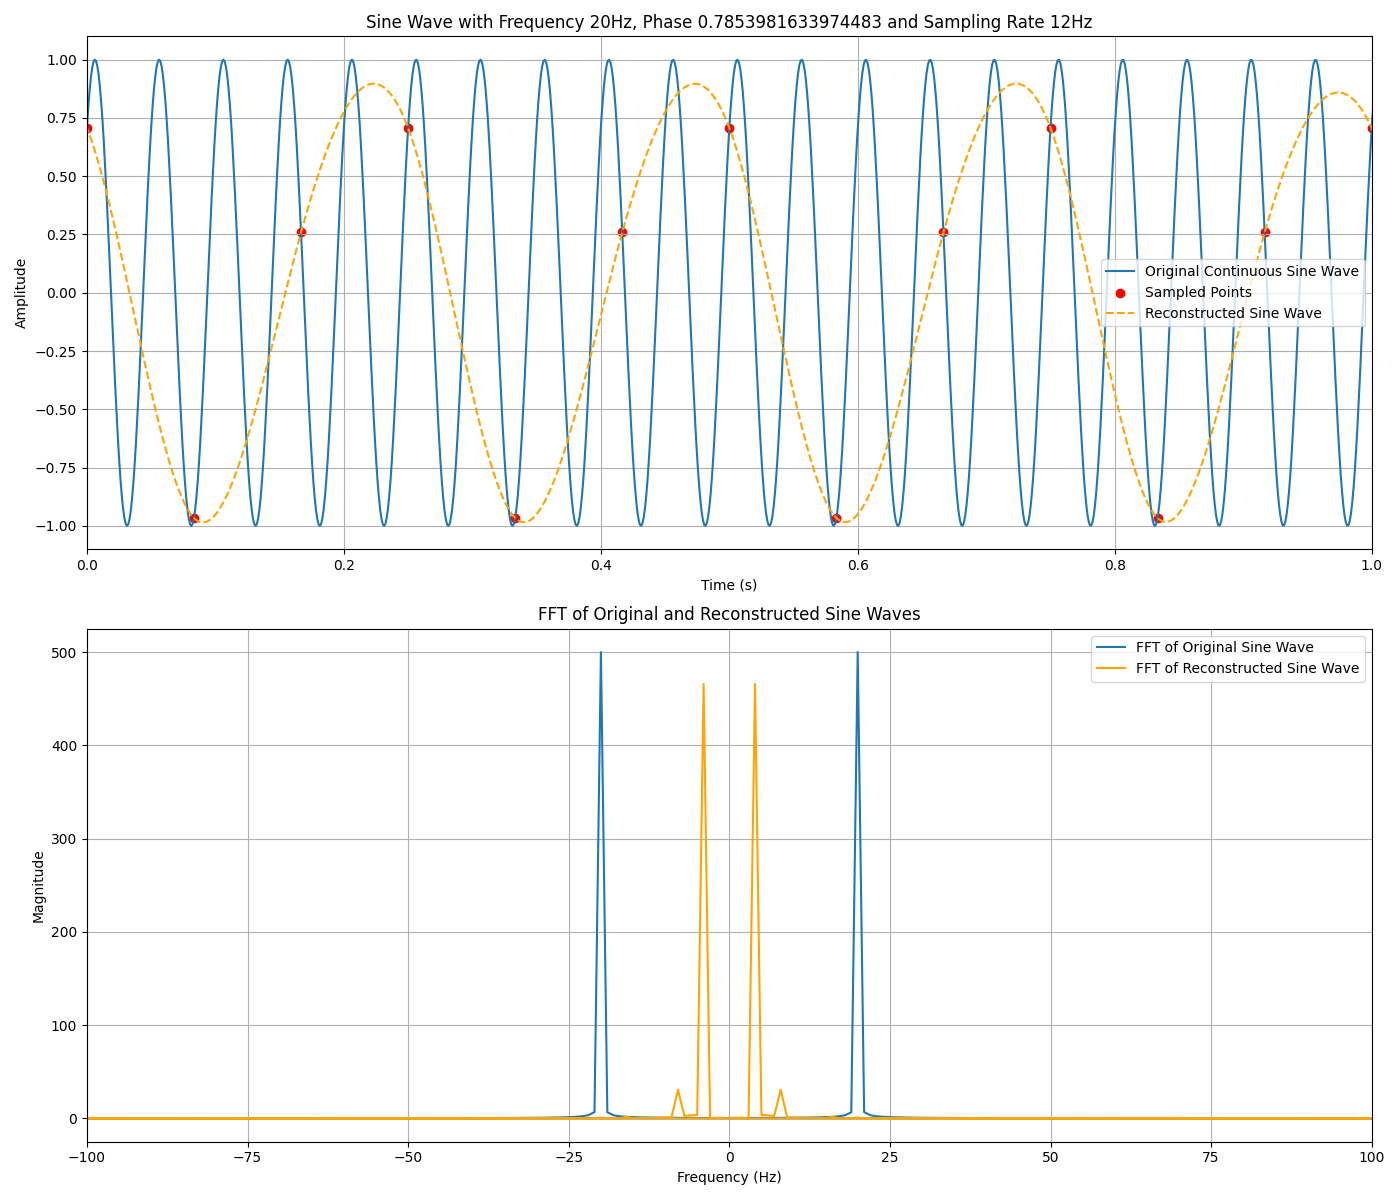 Sine Wave with Frequency 20Hz, Phase 0.7853981633974483 and Sampling Rate 12Hz
1.00
0.75
0.50
0.25
0.00
−0.25
−0.50
−0.75
−1.00
Amplitude
Original Continuous Sine Wave
Sampled Points
Reconstructed Sine Wave
0.0 0.2 0.4 0.6 0.8 1.0
Time (s)
FFT of Original and Reconstructed Sine Waves
500
400
300
200
100
0
Magnitude
FFT of Original Sine Wave
FFT of Reconstructed Sine Wave
−100 −75 −50 −25 0 25 50 75 100
Frequency (Hz)